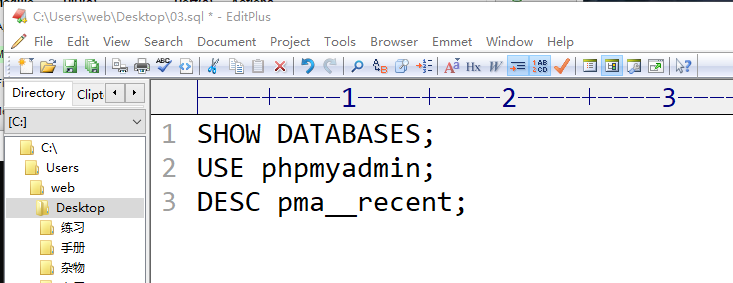 C:\Users\web\Desktop\03.sql * - EditPlus
File Edit View Search Document Project Tools Browser Emmet Window Help
Directory Clipt
[C:]
C:\
Users
web
Desktop
练习
手册
杂物
1 2 3
1 SHOW DATABASES;
2 USE phpmyadmin;
3 DESC pma__recent;